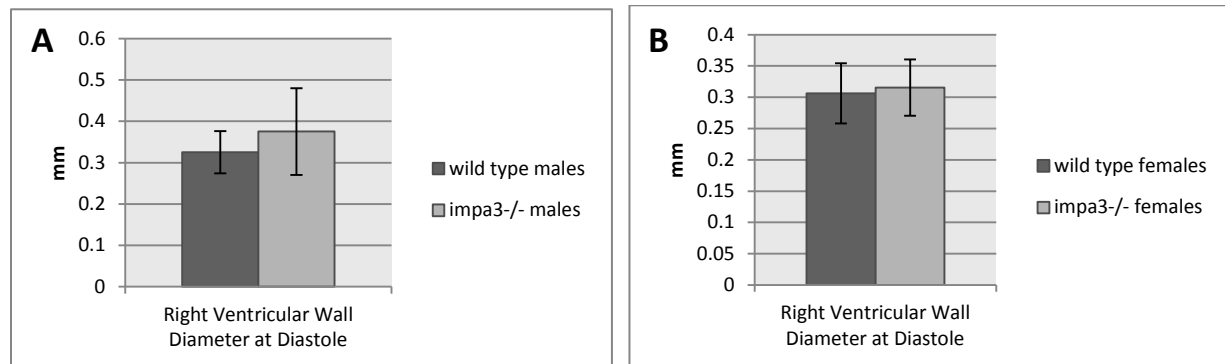 A
0.6
0.5
0.4
0.3
0.2
0.1
0
mm
Right Ventricular Wall
Diameter at Diastole
wild type males
impa3-/- males
B
0.4
0.35
0.3
0.25
0.2
0.15
0.1
0.05
0
mm
Right Ventricular Wall
Diameter at Diastole
wild type females
impa3-/- females